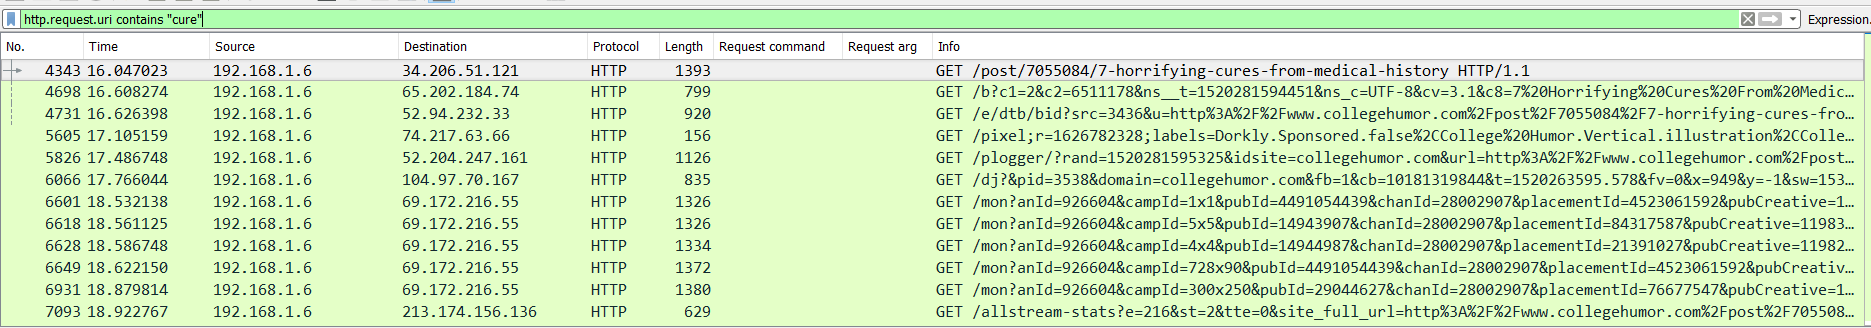 http.request.uri contains "cure" Expression.
No. Time Source Destination Protocol Length Request command Request arg Info
4343 16.047023 192.168.1.6 34.206.51.121 HTTP 1393 GET /post/7055084/7-horrifying-cures-from-medical-history HTTP/1.1
4698 16.608274 192.168.1.6 65.202.184.74 HTTP 799 GET /b?c1=2&c2=6511178&ns__t=1520281594451&ns_c=UTF-8&cv=3.1&c8=7%20Horrifying%20Cures%20From%20Medic…
4731 16.626398 192.168.1.6 52.94.232.33 HTTP 920 GET /e/dtb/bid?src=3436&u=http%3A%2F%2Fwww.collegehumor.com%2Fpost%2F7055084%2F7-horrifying-cures-fro…
5605 17.105159 192.168.1.6 74.217.63.66 HTTP 156 GET /pixel;r=1626782328;labels=Dorkly.Sponsored.false%2CCollege%20Humor.Vertical.illustration%2CColle…
5826 17.486748 192.168.1.6 52.204.247.161 HTTP 1126 GET /plogger/?rand=1520281595325&idsite=collegehumor.com&url=http%3A%2F%2Fwww.collegehumor.com%2Fpost…
6066 17.766044 192.168.1.6 104.97.70.167 HTTP 835 GET /dj?&pid=3538&domain=collegehumor.com&fb=1&cb=10181319844&t=1520263595.578&fv=0&x=949&y=-1&sw=153…
6601 18.532138 192.168.1.6 69.172.216.55 HTTP 1326 GET /mon?anId=926604&campId=1x1&pubId=4491054439&chanId=28002907&placementId=4523061592&pubCreative=1…
6618 18.561125 192.168.1.6 69.172.216.55 HTTP 1326 GET /mon?anId=926604&campId=5x5&pubId=14943907&chanId=28002907&placementId=84317587&pubCreative=11983…
6628 18.586748 192.168.1.6 69.172.216.55 HTTP 1334 GET /mon?anId=926604&campId=4x4&pubId=14944987&chanId=28002907&placementId=21391027&pubCreative=11982…
6649 18.622150 192.168.1.6 69.172.216.55 HTTP 1372 GET /mon?anId=926604&campId=728x90&pubId=4491054439&chanId=28002907&placementId=4523061592&pubCreativ…
6931 18.879814 192.168.1.6 69.172.216.55 HTTP 1380 GET /mon?anId=926604&campId=300x250&pubId=29044627&chanId=28002907&placementId=76677547&pubCreative=1…
7093 18.922767 192.168.1.6 213.174.156.136 HTTP 629 GET /allstream-stats?e=216&st=2&tte=0&site_full_url=http%3A%2F%2Fwww.collegehumor.com%2Fpost%2F705508…